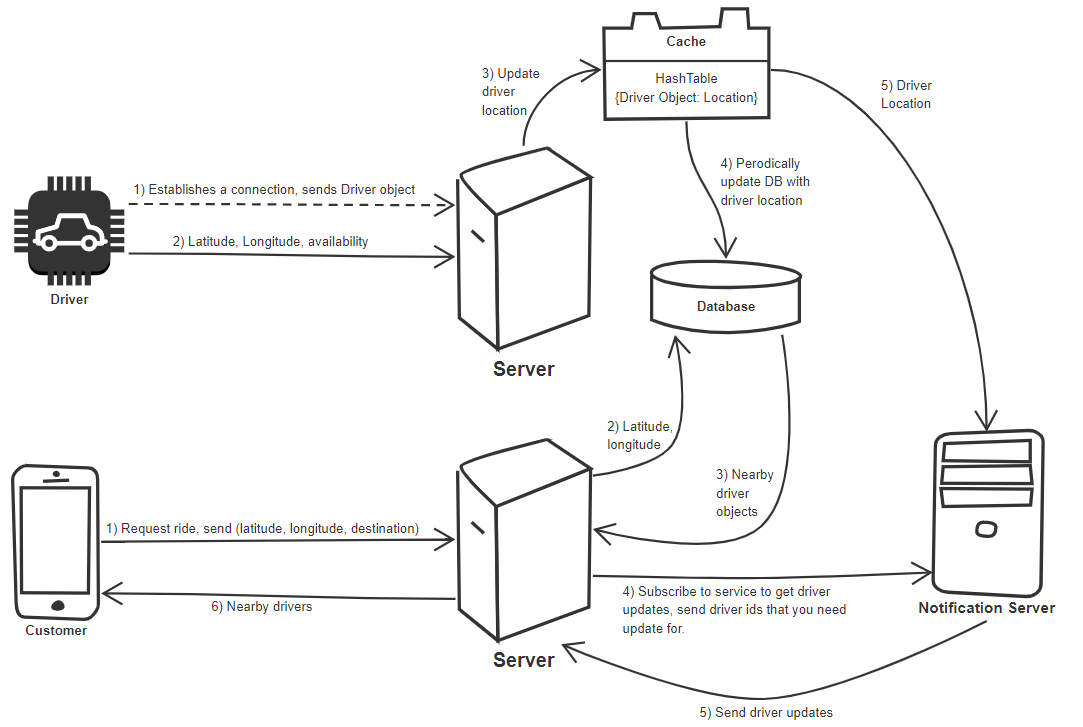 Cache
HashTable
{Driver Object: Location}
3) Update
driver
location
5) Driver
Location
4) Perodically
update DB with
driver location
1) Establishes a connection, sends Driver object
2) Latitude, Longitude, availability
Driver
Database
Server
2) Latitude,
longitude
3) Nearby
driver
objects
1) Request ride, send (latitude, longitude, destination)
6) Nearby drivers
Customer
4) Subscribe to service to get driver
updates, send driver ids that you need
update for.
Notification Server
Server
5) Send driver updates